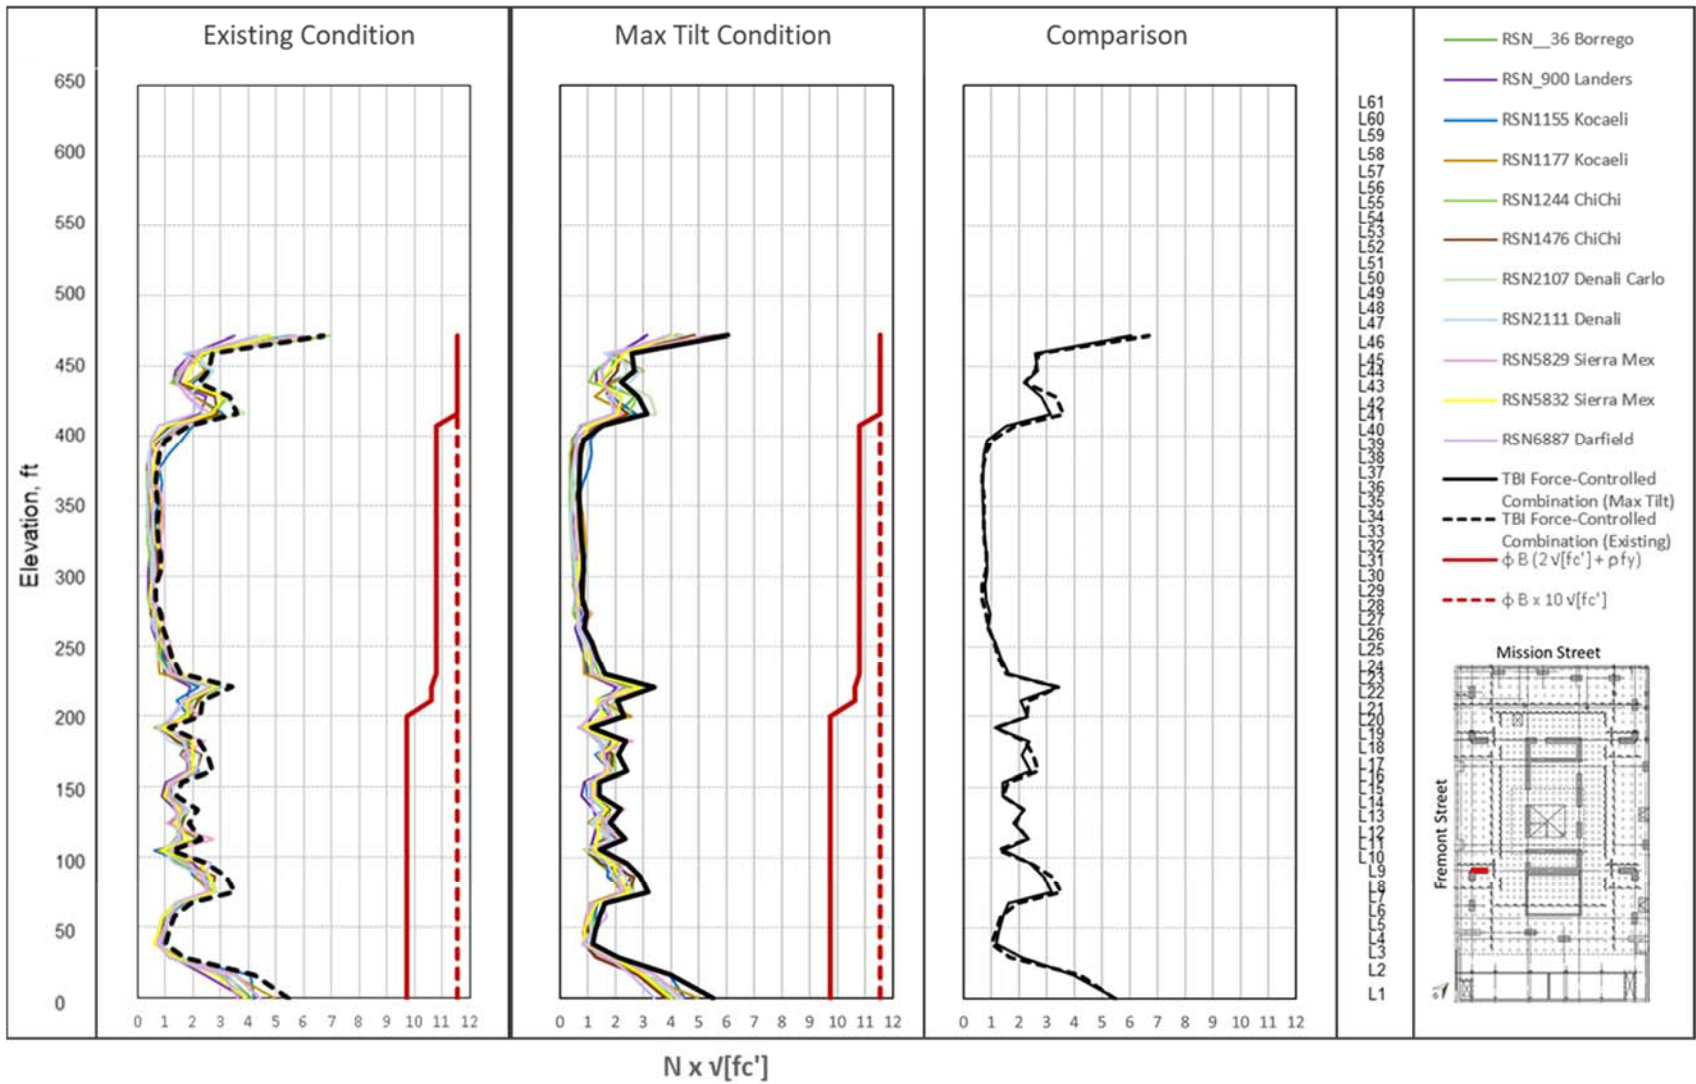 Existing Condition
Max Tilt Condition
Comparison
Elevation, ft
650
600
550
500
450
400
350
300
250
200
150
100
50
0
0 1 2 3 4 5 6 7 8 9 10 11 12
0 1 2 3 4 5 6 7 8 9 10 11 12
0 1 2 3 4 5 6 7 8 9 10 11 12
N x √[fc']
L61
L60
L59
L58
L57
L56
L55
L54
L53
L52
L51
L50
L49
L48
L47
L46
L45
L44
L43
L42
L41
L40
L39
L38
L37
L36
L35
L34
L33
L32
L31
L30
L29
L28
L27
L26
L25
L24
L23
L22
L21
L20
L19
L18
L17
L16
L15
L14
L13
L12
L11
L10
L9
L8
L7
L6
L5
L4
L3
L2
L1
RSN__36 Borrego
RSN_900 Landers
RSN1155 Kocaeli
RSN1177 Kocaeli
RSN1244 ChiChi
RSN1476 ChiChi
RSN2107 Denali Carlo
RSN2111 Denali
RSN5829 Sierra Mex
RSN5832 Sierra Mex
RSN6887 Darfield
TBI Force-Controlled
Combination (Max Tilt)
TBI Force-Controlled
Combination (Existing)
ϕ B (2 √[fc'] + ρfy)
ϕ B x 10 √[fc']
Mission Street
Fremont Street